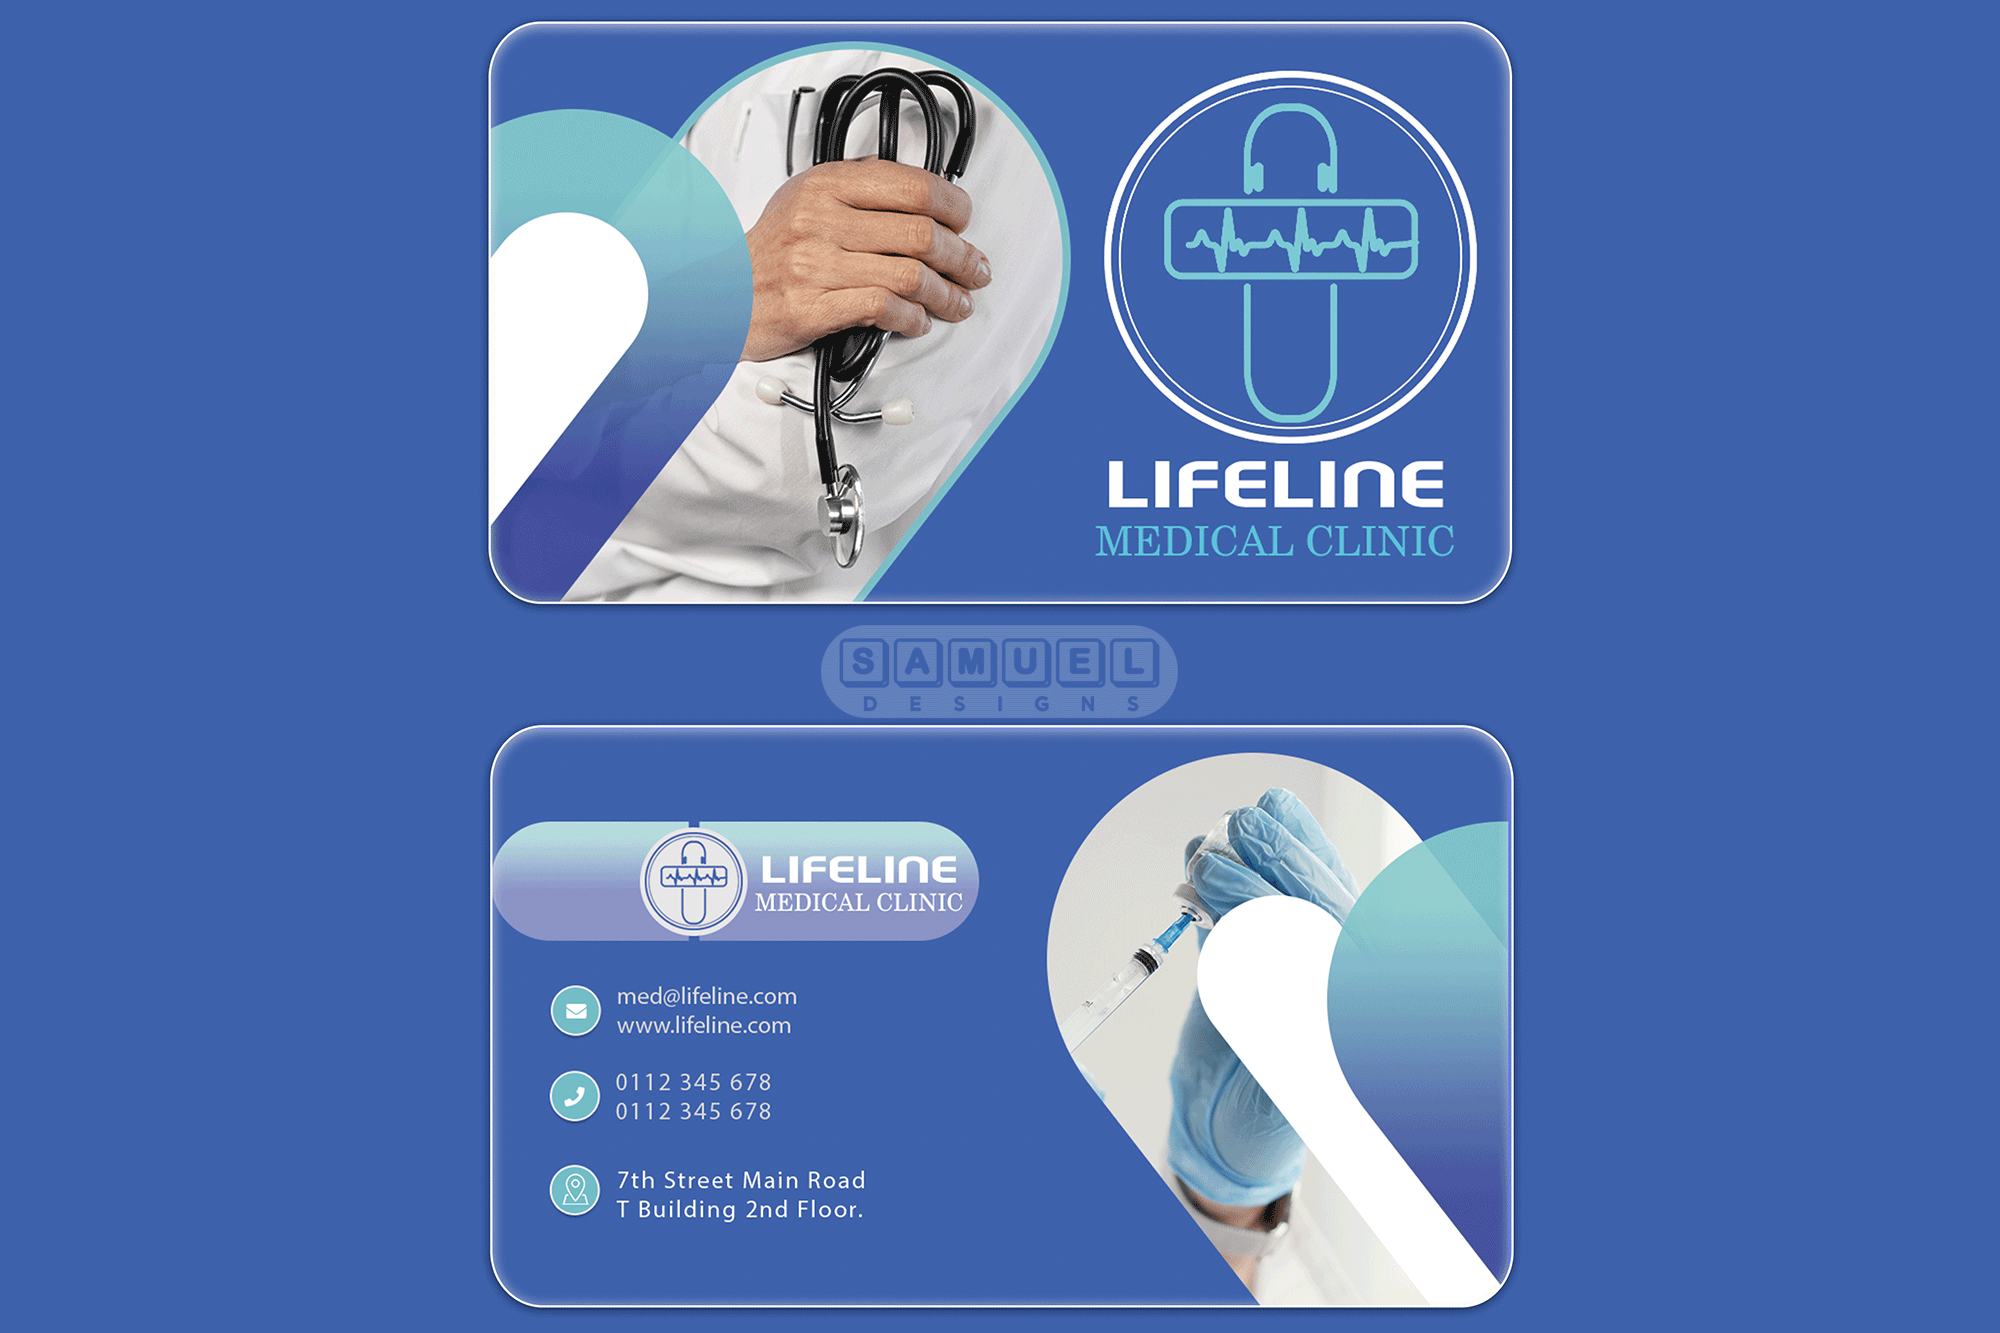 LIFELINE
MEDICAL CLINIC
SAMUEL
DESIGNS
LIFELINE
MEDICAL CLINIC
med@lifeline.com
www.lifeline.com
0112 345 678
0112 345 678
7th Street Main Road
T Building 2nd Floor.